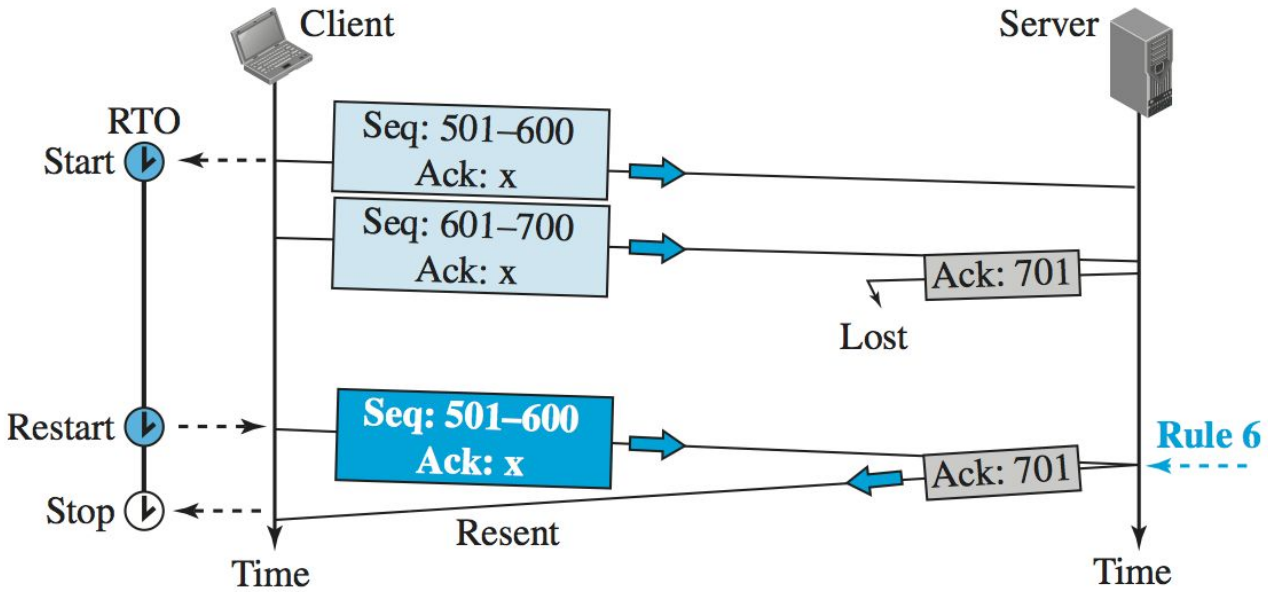 Client
Server
RTO
Start
Seq: 501–600
Ack: x
Seq: 601–700
Ack: x
Ack: 701
Lost
Restart
Seq: 501–600
Ack: x
Rule 6
Ack: 701
Stop
Resent
Time
Time